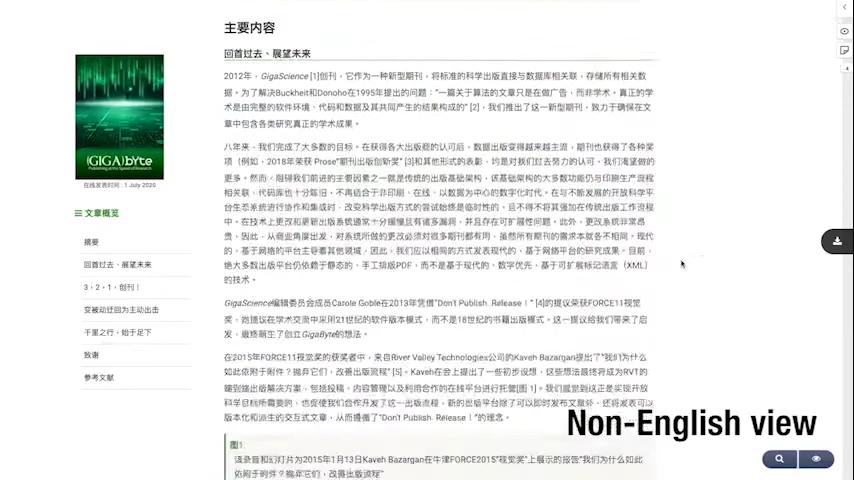 主要内容
回首过去、展望未来
2012年，GigaScience [1]创刊，它作为一种新型期刊，将标准的科学出版直接与数据库相关联，存储所有相关数
据。为了解决Buckheit和Donoho在1995年提出的问题：“一篇关于算法的文章只是在做广告，而非学术。真正的学
术是由完整的软件环境、代码和数据及其共同产生的结果构成的” [2]，我们推出了这一新型期刊，致力于确保在文
章中包含各类研究真正的学术成果。
八年来，我们完成了大多数的目标。在获得各大出版商的认可后，数据出版变得越来越主流，期刊也获得了各种奖
项（例如，2018年荣获 Prose“期刊出版创新奖” [3]和其他形式的表彰，均是对我们过去努力的认可，我们渴望做的
更多。然而，阻碍我们前进的主要因素之一就是传统的出版基础架构，该基础架构的大多数功能仍与印刷生产流程
相关联，代码库也十分陈旧，不再适合于非印刷、在线、以数据为中心的数字化时代。在与不断发展的开放科学平
台生态系统进行协作和集成时，改变科学出版方式的尝试始终是临时性的，且不得不将其强加在传统出版工作流程
中。在技术上更改和更新出版系统通常十分缓慢且有诸多漏洞，并且存在可扩展性问题。此外，更改系统非常昂
贵，因此，从商业角度出发，对系统所做的更改必须对很多期刊都有用，虽然所有期刊的需求本就各不相同。现代
的、基于网络的平台主导着其他领域，因此，我们应以相同的方式发表现代的、基于网络平台的研究成果。目前，
绝大多数出版平台仍依赖于静态的、手工排版PDF，而不是基于现代的、数字优先、基于可扩展标记语言（XML）
的技术。
GigaScience编辑委员会成员Carole Goble在2013年凭借“Don't Publish. Release！” [4]的提议荣获FORCE11视觉
奖，她提议在学术交流中采用21世纪的软件版本模式，而不是18世纪的书籍出版模式。这一提议给我们带来了启
发，最终萌生了创立GigaByte的想法。
在2015年FORCE11视觉奖的获奖者中，来自River Valley Technologies公司的Kaveh Bazargan提出了“我们为什么
如此依附于附件？抛弃它们，改善出版流程” [5]。Kaveh在会上提出了一些初步设想，这些想法最终将成为RVT的
端到端出版解决方案，包括投稿、内容管理以及利用合作的在线平台进行托管[图 1]。我们感觉到这正是实现开放
科学目标所需要的，也促使我们合作开发了这一出版流程，新的出版平台除了可以即时发布文章外，还将发表可以
版本化和派生的交互式文章，从而遵循了“Don't Publish. Release！”的理念。
图1.
该录音和幻灯片为2015年1月13日Kaveh Bazargan在牛津FORCE2015“视觉奖”上展示的报告“我们为什么如此
依附于附件？抛弃它们，改善出版流程”
(GIGA)byte
Publishing at the Speed of Research
在线发表时间 : 1 July 2020
文章概览
摘要
回首过去、展望未来
3，2，1，创刊！
变被动迁回为主动出击
千里之行，始于足下
致谢
参考文献
Non-English view